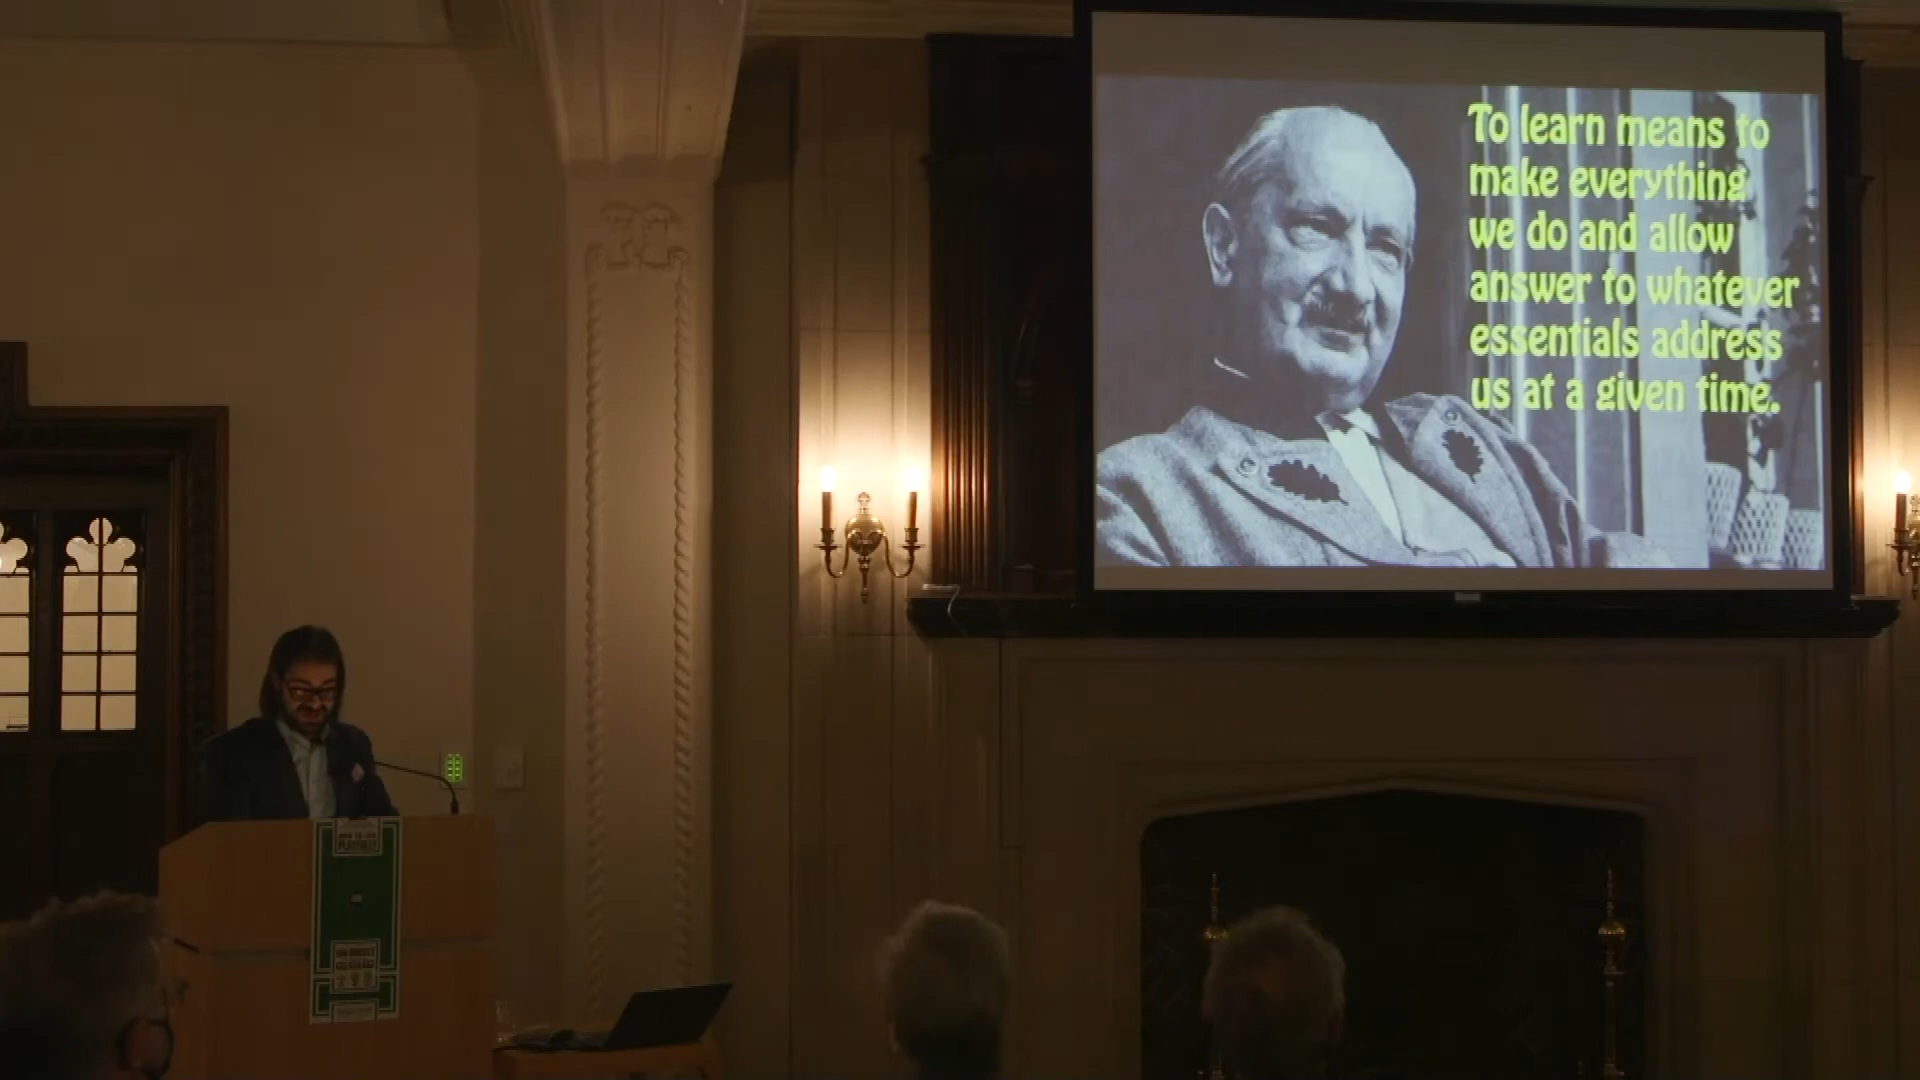 To learn means to
make everything
we do and allow
answer to whatever
essentials address
us at a given time.
PLAYFULLY